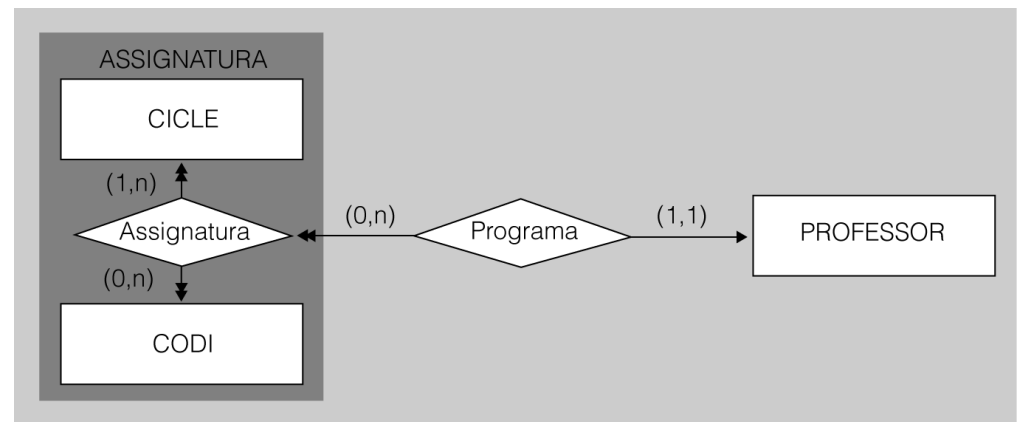 ASSIGNATURA
CICLE
(1,n)
Assignatura
(0,n)
CODI
(0,n)
Programa
(1,1)
PROFESSOR